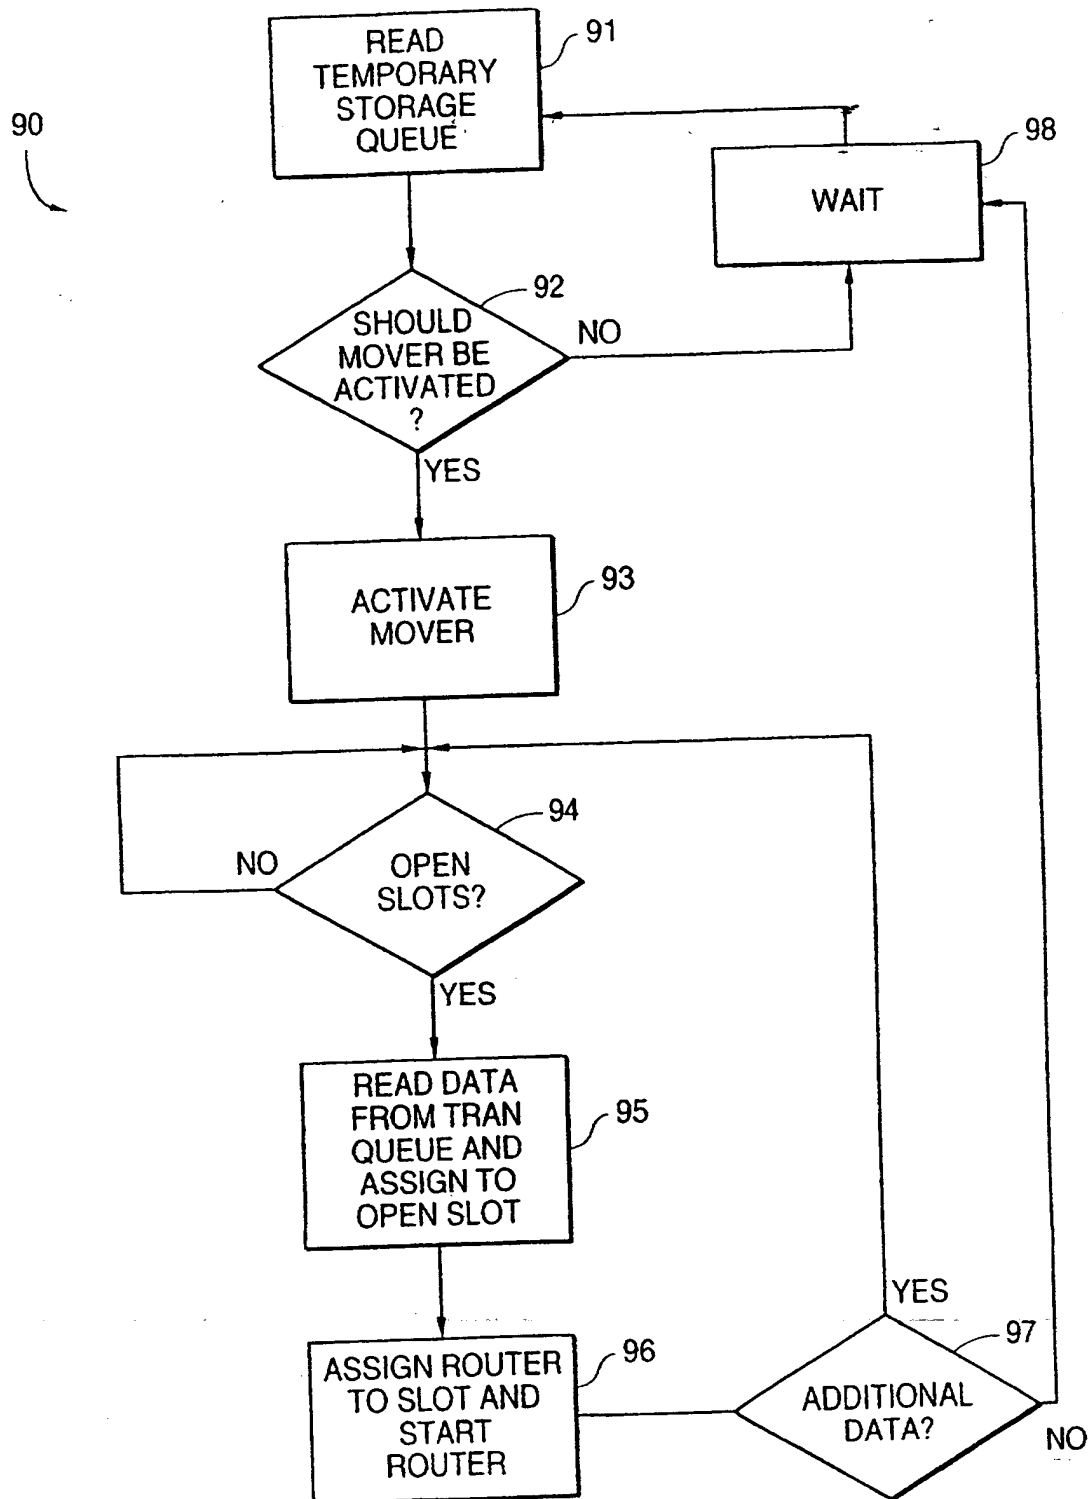 READ
TEMPORARY
STORAGE
QUEUE
91
90
98
WAIT
92
SHOULD
MOVER BE
ACTIVATED
?
NO
YES
ACTIVATE
MOVER
93
94
OPEN
SLOTS?
NO
YES
READ DATA
FROM TRAN
QUEUE AND
ASSIGN TO
OPEN SLOT
95
ASSIGN ROUTER
TO SLOT AND
START
ROUTER
96
YES
97
ADDITIONAL
DATA?
NO